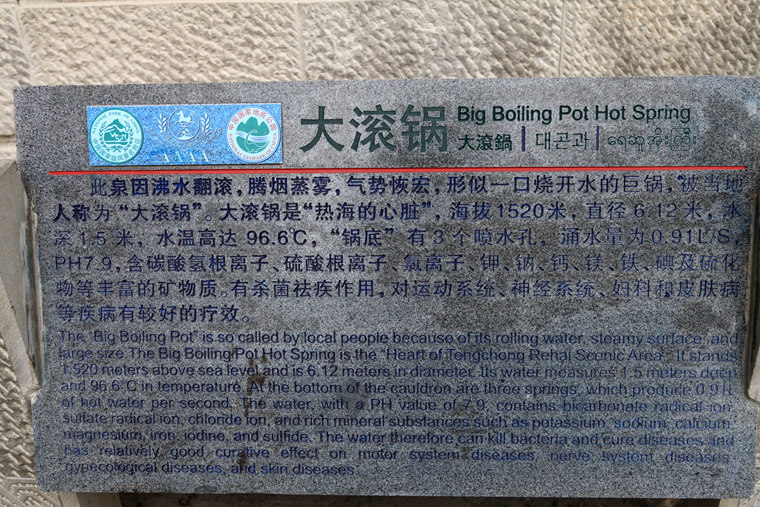 大滚锅 Big Boiling Pot Hot Spring
大滾鍋 | 대곤과 | ရေဆူအိုးကြီး
AAAA
此泉因沸水翻滚，腾烟蒸雾，气势恢宏，形似一口烧开水的巨锅，被当地
人称为“大滚锅”。大滚锅是“热海的心脏”，海拔1520米，直径6.12米，水
深1.5米，水温高达 96.6℃，“锅底”有3个喷水孔，涌水量为0.91L/S，
PH7.9，含碳酸氢根离子、硫酸根离子、氯离子、钾、钠、钙、镁、铁、碘及硫化
物等丰富的矿物质。有杀菌祛疾作用，对运动系统、神经系统、妇科和皮肤病
等疾病有较好的疗效。
The "Big Boiling Pot" is so called by local people because of its rolling water, steamy surface, and
large size.The Big Boiling Pot Hot Spring is the "Heart of Tengchong Rehai Scenic Area". It stands
1,520 meters above sea level and is 6.12 meters in diameter. Its water measures 1.5 meters deep
and 96.6°C in temperature. At the bottom of the cauldron are three springs, which produce 0.91L
of hot water per second. The water, with a PH value of 7.9, contains bicarbonate radical ion,
sulfate radical ion, chloride ion, and rich mineral substances such as potassium, sodium, calcium,
magnesium, iron, iodine, and sulfide. The water therefore can kill bacteria and cure diseases and
has relatively good curative effect on motor system diseases, nerve system diseases,
gynecological diseases, and skin diseases.